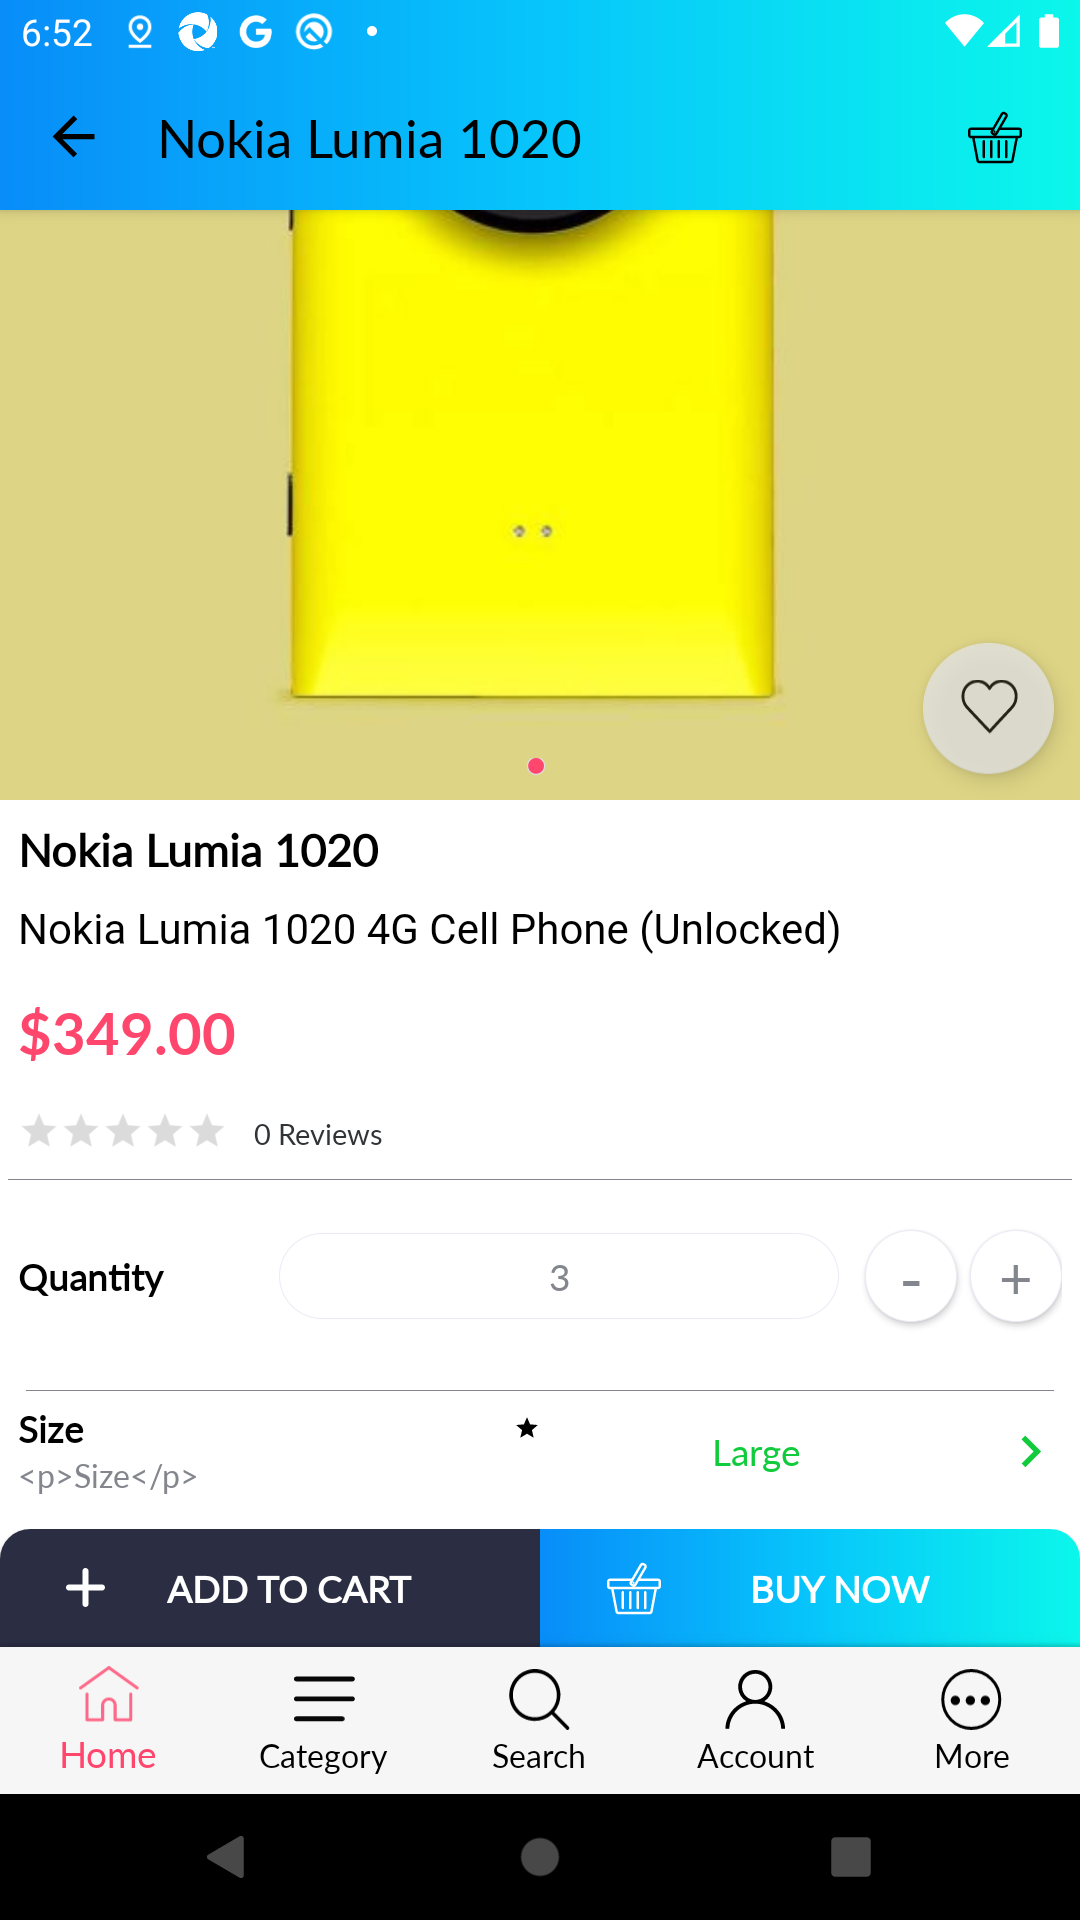 6:52
Nokia Lumia 1020
Nokia Lumia 1020
Nokia Lumia 1020 4G Cell Phone (Unlocked)
$349.00
0 Reviews
Quantity
3
-
+
Size
<p>Size</p>
Large
ADD TO CART
BUY NOW
Home
Category
Search
Account
More